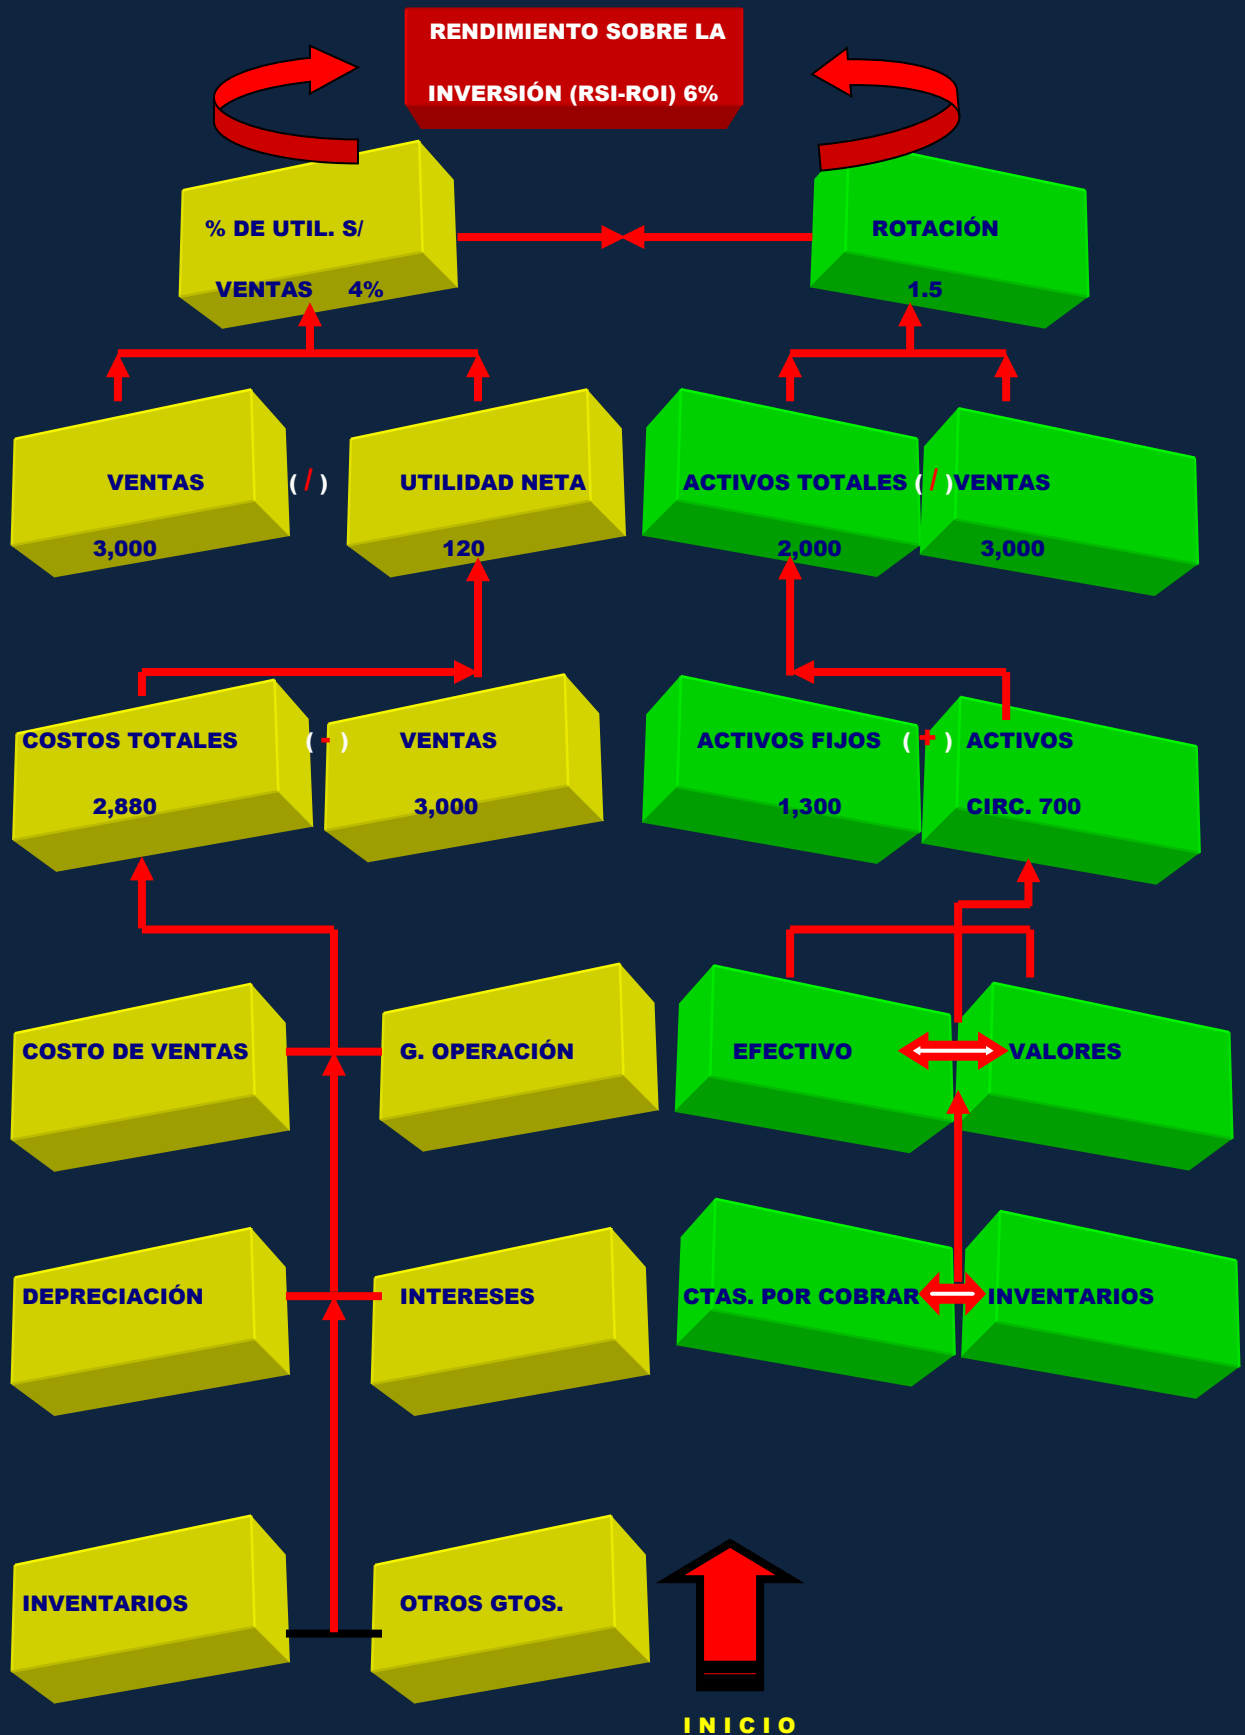 RENDIMIENTO SOBRE LA
INVERSIÓN (RSI-ROI) 6%
% DE UTIL. S/
VENTAS 4%
ROTACIÓN
1.5
VENTAS ( / ) UTILIDAD NETA
3,000 120
ACTIVOS TOTALES ( / ) VENTAS
2,000 3,000
COSTOS TOTALES ( - ) VENTAS
2,880 3,000
ACTIVOS FIJOS ( + ) ACTIVOS
1,300 CIRC. 700
COSTO DE VENTAS G. OPERACIÓN
EFECTIVO VALORES
DEPRECIACIÓN INTERESES
CTAS. POR COBRAR INVENTARIOS
INVENTARIOS OTROS GTOS.
INICIO